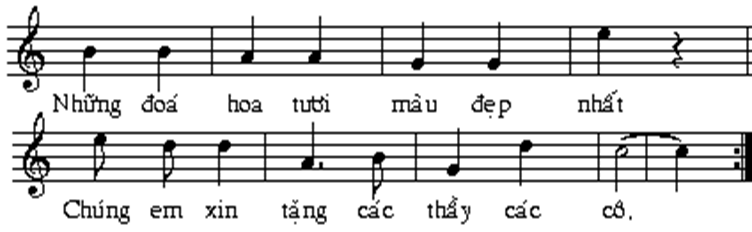 Những đoá hoa tươi màu đẹp nhất
Chúng em xin tặng các thầy các cô.